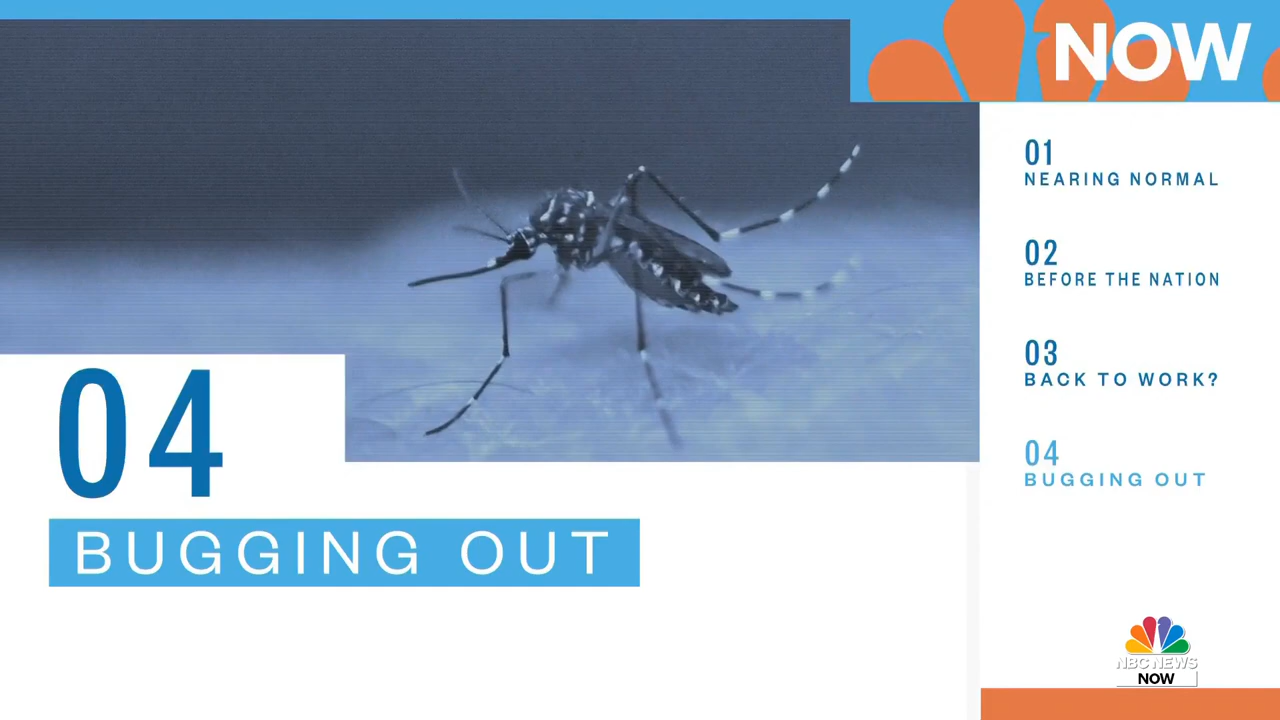 NOW
01
NEARING NORMAL
02
BEFORE THE NATION
03
BACK TO WORK?
04
BUGGING OUT
04
BUGGING OUT
NBC NEWS
NOW